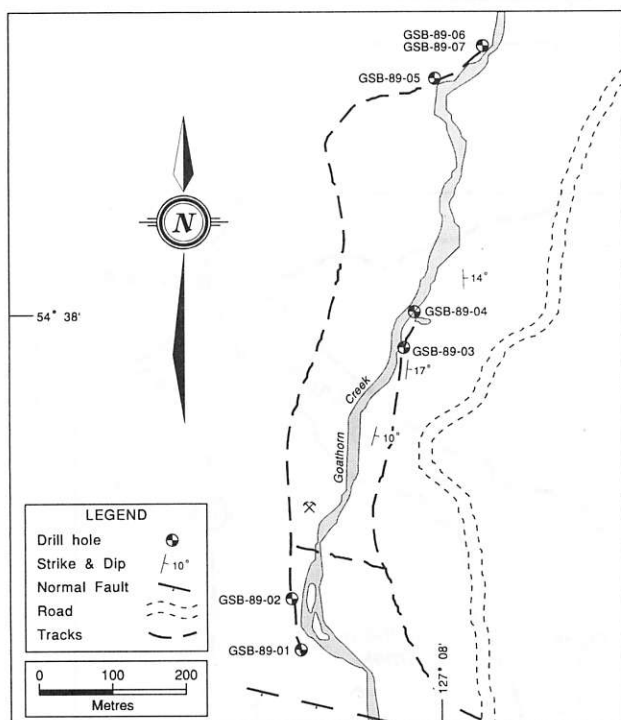 GSB-89-06
GSB-89-07
GSB-89-05
N
14°
54° 38'
GSB-89-04
GSB-89-03
17°
Goathorn Creek
10°
LEGEND
Drill hole
Strike & Dip
10°
Normal Fault
Road
Tracks
GSB-89-02
GSB-89-01
127° 08'
0 100 200
Metres